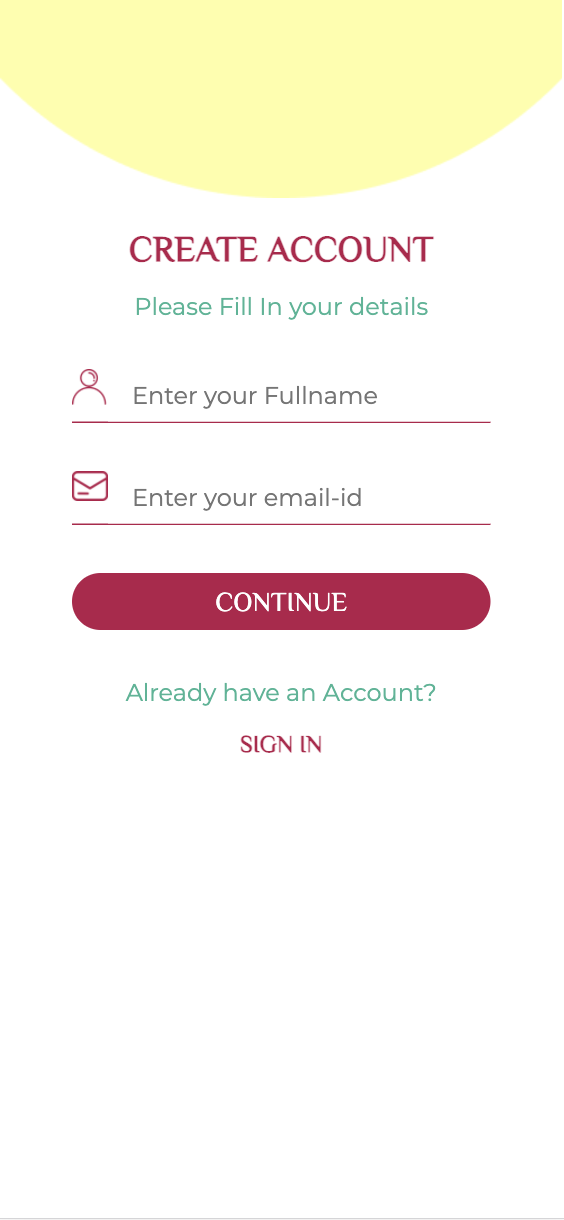 CREATE ACCOUNT
Please Fill In your details
Enter your Fullname
Enter your email-id
CONTINUE
Already have an Account?
SIGN IN